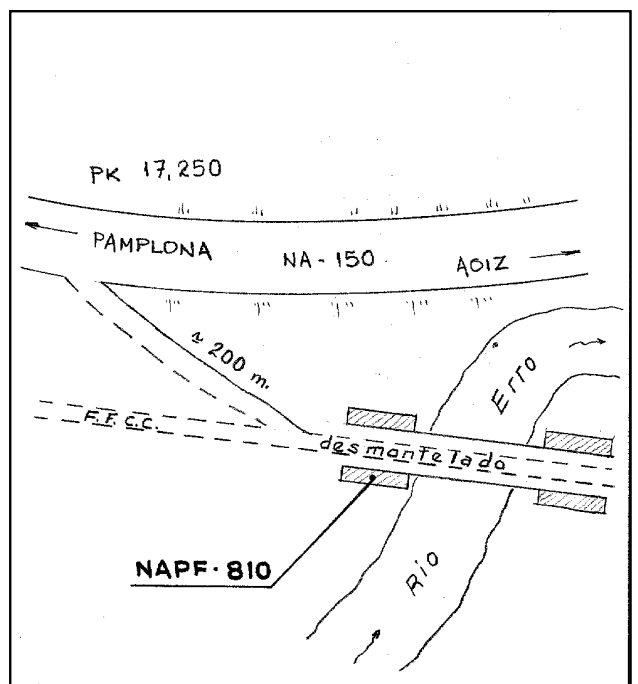 PK 17,250
PAMPLONA
NA-150
AOIZ
± 200 m.
F.F.C.C.
desmantelado
Erro
Rio
NAPF·810